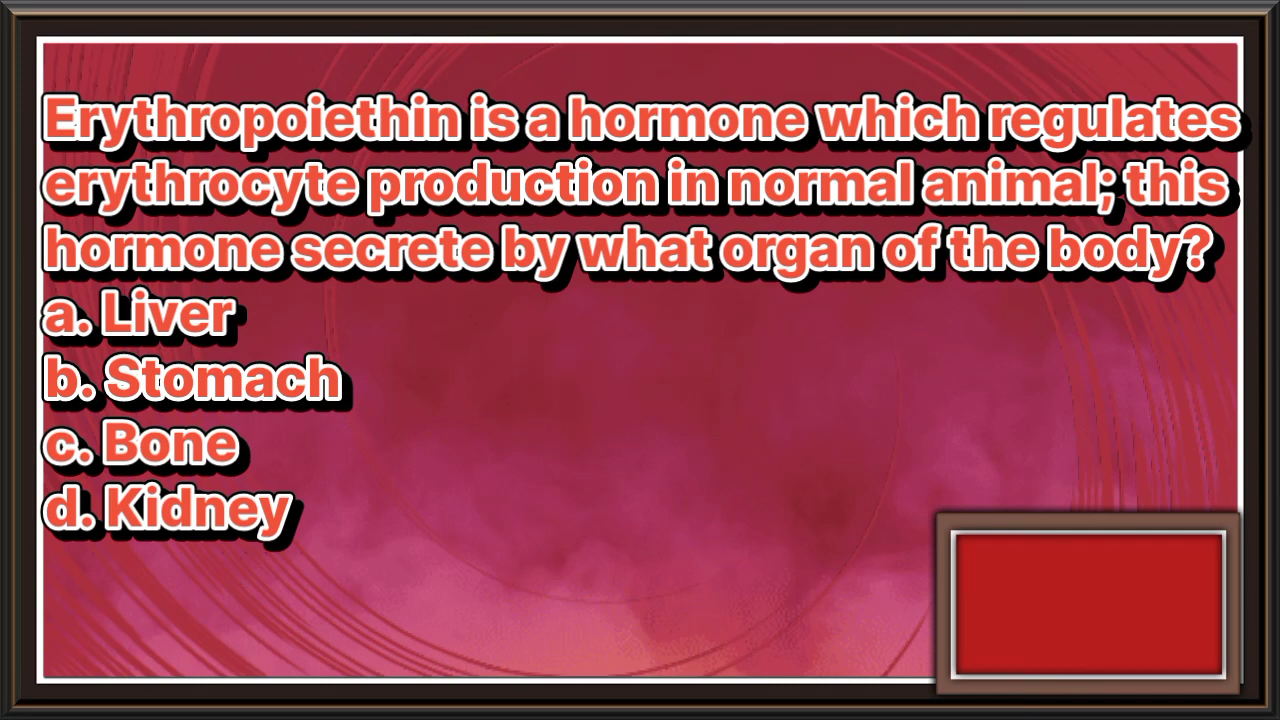 Erythropoiethin is a hormone which regulates
erythrocyte production in normal animal; this
hormone secrete by what organ of the body?
a. Liver
b. Stomach
c. Bone
d. Kidney